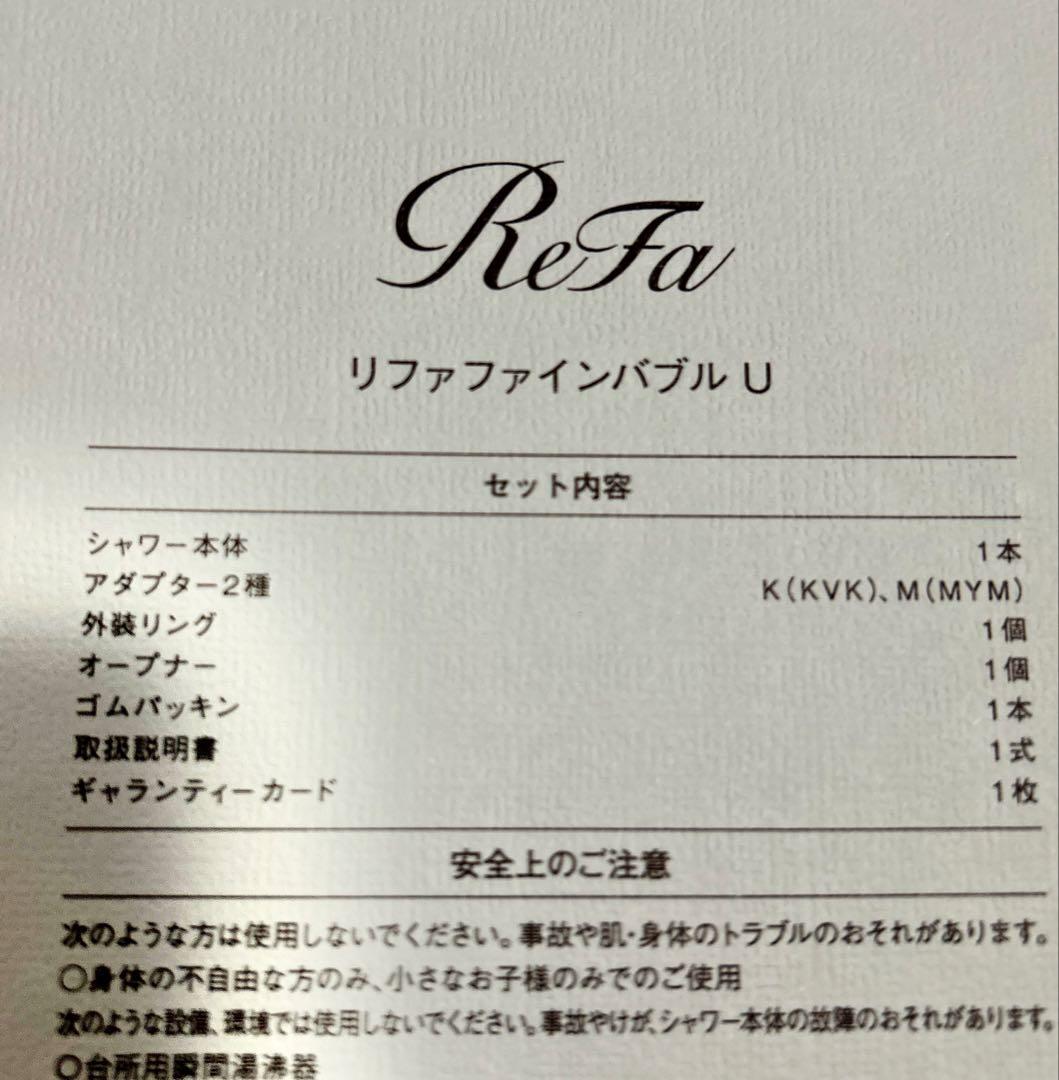 ReFa
リファファインバブル U
セット内容
シャワー本体 1本
アダプター2種 K(KVK)、M(MYM)
外装リング 1個
オープナー 1個
ゴムパッキン 1本
取扱説明書 1式
ギャランティーカード 1枚
安全上のご注意
次のような方は使用しないでください。事故や肌・身体のトラブルのおそれがあります。
○身体の不自由な方のみ、小さなお子様のみでのご使用
次のような設備、環境では使用しないでください。事故やけが、シャワー本体の故障のおそれがあります。
○台所用瞬間湯沸器